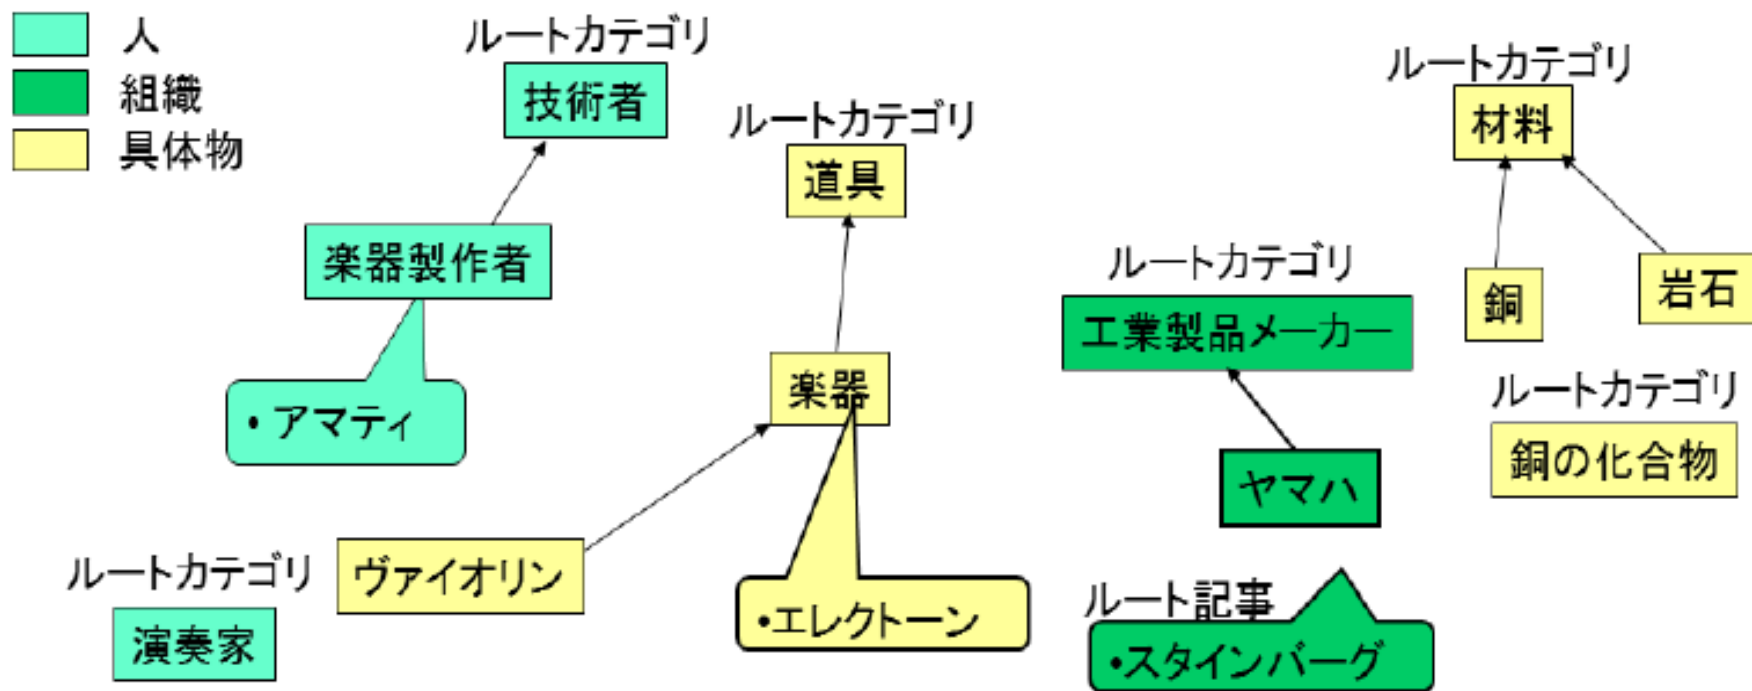 人
組織
具体物
ルートカテゴリ
技術者
楽器製作者
• アマティ
ルートカテゴリ
道具
楽器
ヴァイオリン
•エレクトーン
ルートカテゴリ
演奏家
ルートカテゴリ
工業製品メーカー
ヤマハ
ルート記事
•スタインバーグ
ルートカテゴリ
材料
銅
岩石
ルートカテゴリ
銅の化合物